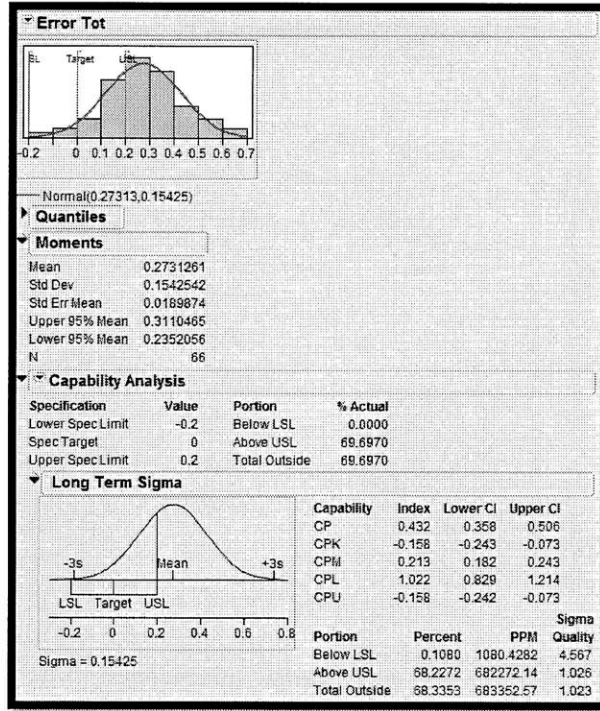 Error Tot
SL Target USL
-0.2 0 0.1 0.2 0.3 0.4 0.5 0.6 0.7
Normal(0.27313,0.15425)
Quantiles
Moments
Mean 0.2731261
Std Dev 0.1542542
Std Err Mean 0.0189874
Upper 95% Mean 0.3110465
Lower 95% Mean 0.2352056
N 66
Capability Analysis
Specification Value Portion % Actual
Lower Spec Limit -0.2 Below LSL 0.0000
Spec Target 0 Above USL 69.6970
Upper Spec Limit 0.2 Total Outside 69.6970
Long Term Sigma
-3s Mean +3s
LSL Target USL
-0.2 0 0.2 0.4 0.6 0.8
Sigma = 0.15425
Capability Index Lower CI Upper CI
CP 0.432 0.358 0.506
CPK -0.158 -0.243 -0.073
CPM 0.213 0.182 0.243
CPL 1.022 0.829 1.214
CPU -0.158 -0.242 -0.073
Sigma
Portion Percent PPM Quality
Below LSL 0.1080 1080.4282 4.567
Above USL 68.2272 682272.14 1.026
Total Outside 68.3353 683352.57 1.023